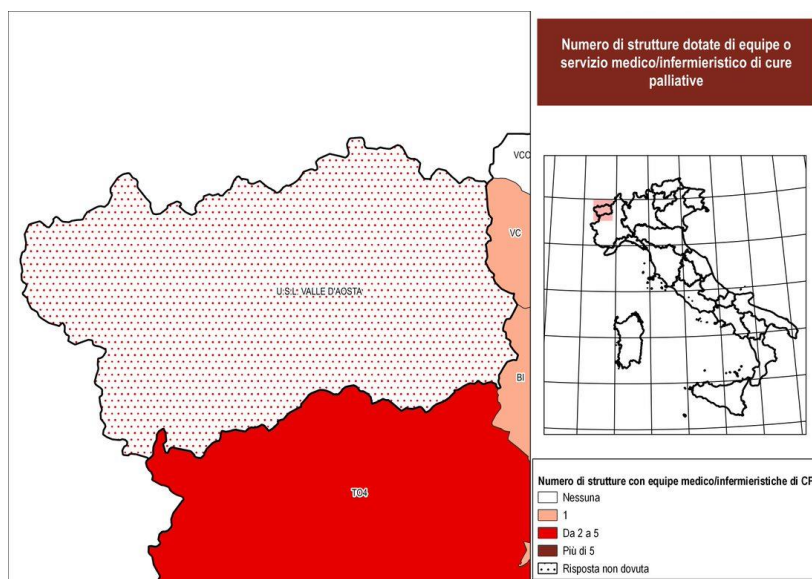 Numero di strutture dotate di equipe o
servizio medico/infermieristico di cure
palliative
VCO
VC
U.S.L. VALLE D'AOSTA
BI
TO4
Numero di strutture con equipe medico/infermieristiche di CP
Nessuna
1
Da 2 a 5
Più di 5
Risposta non dovuta